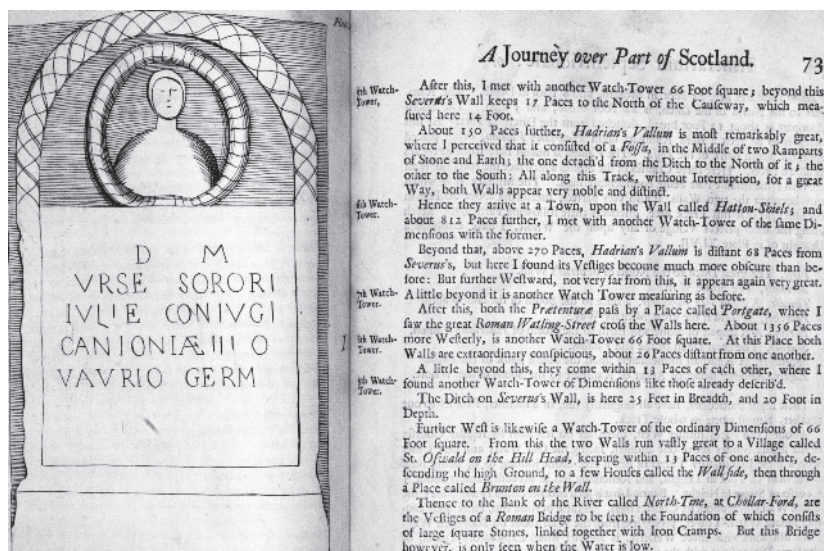 D M
VRSE SORORI
IVLIE CONIVGI
CANIONIÆ III O
VAVRIO GERM
A Journey over Part of Scotland. 73
After this, I met with another Watch-Tower 66 Foot square; beyond this
Severus's Wall keeps 17 Paces to the North of the Causeway, which mea-
sured here 14 Foot.
About 150 Paces further, Hadrian's Vallum is most remarkably great,
where I perceived that it consisted of a Fossa, in the Middle of two Ramparts
of Stone and Earth; the one detach'd from the Ditch to the North of it; the
other to the South: All along this Track, without Interruption, for a great
Way, both Walls appear very noble and distinct.
6th Watch-
Tower.
Hence they arrive at a Town, upon the Wall called Hatton-Shiels; and
about 812 Paces further, I met with another Watch-Tower of the same Di-
mensions with the former.
Beyond that, above 270 Paces, Hadrian's Vallum is distant 68 Paces from
Severus's, but here I found its Vestiges become much more obscure than be-
fore: But further Westward, not very far from this, it appears again very great.
7th Watch-
Tower.
A little beyond it is another Watch Tower measuring as before.
After this, both the Prætenturæ pass by a Place called Portgate, where I
saw the great Roman Watling-Street cross the Walls here. About 1356 Paces
8th Watch-
Tower.
more Westerly, is another Watch-Tower 66 Foot square. At this Place both
Walls are extraordinary conspicuous, about 26 Paces distant from one another.
A little beyond this, they come within 13 Paces of each other, where I
9th Watch-
Tower.
found another Watch-Tower of Dimensions like those already describ'd.
The Ditch on Severus's Wall, is here 25 Feet in Breadth, and 20 Foot in
Depth.
Further West is likewise a Watch-Tower of the ordinary Dimensions of 66
Foot square. From this the two Walls run vastly great to a Village called
St. Oswald on the Hill Head, keeping within 13 Paces of one another, de-
scending the high Ground, to a few Houses called the Wall side, then through
a Place called Brunton on the Wall.
Thence to the Bank of the River called North-Tine, at Chollar-Ford, are
the Vestiges of a Roman Bridge to be seen; the Foundation of which consists
of large square Stones, linked together with Iron Cramps. But this Bridge
however, is only seen when the Water is low.